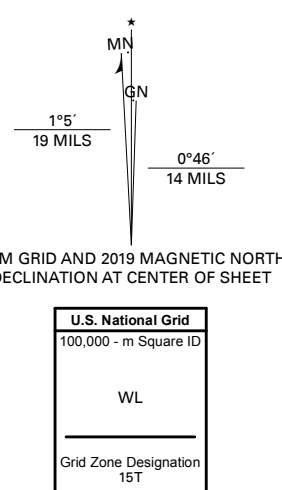 ★
MN
GN
1°5´
19 MILS
0°46´
14 MILS
M GRID AND 2019 MAGNETIC NORTH
DECLINATION AT CENTER OF SHEET
U.S. National Grid
100,000 - m Square ID
WL
Grid Zone Designation
15T